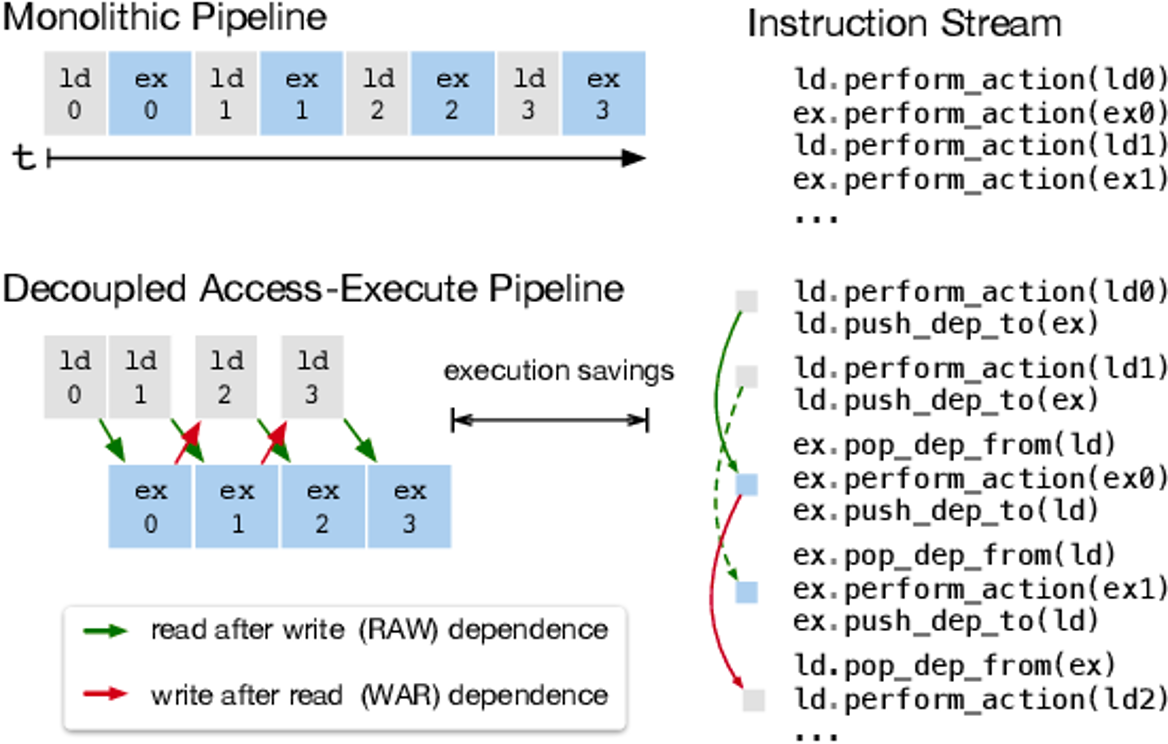 Monolithic Pipeline
ld ex ld ex ld ex ld ex
0 0 1 1 2 2 3 3
t
Decoupled Access-Execute Pipeline
ld ld ld ld
0 1 2 3
execution savings
ex ex ex ex
0 1 2 3
read after write (RAW) dependence
write after read (WAR) dependence
Instruction Stream
ld.perform_action(ld0)
ex.perform_action(ex0)
ld.perform_action(ld1)
ex.perform_action(ex1)
...
ld.perform_action(ld0)
ld.push_dep_to(ex)
ld.perform_action(ld1)
ld.push_dep_to(ex)
ex.pop_dep_from(ld)
ex.perform_action(ex0)
ex.push_dep_to(ld)
ex.pop_dep_from(ld)
ex.perform_action(ex1)
ex.push_dep_to(ld)
ld.pop_dep_from(ex)
ld.perform_action(ld2)
...